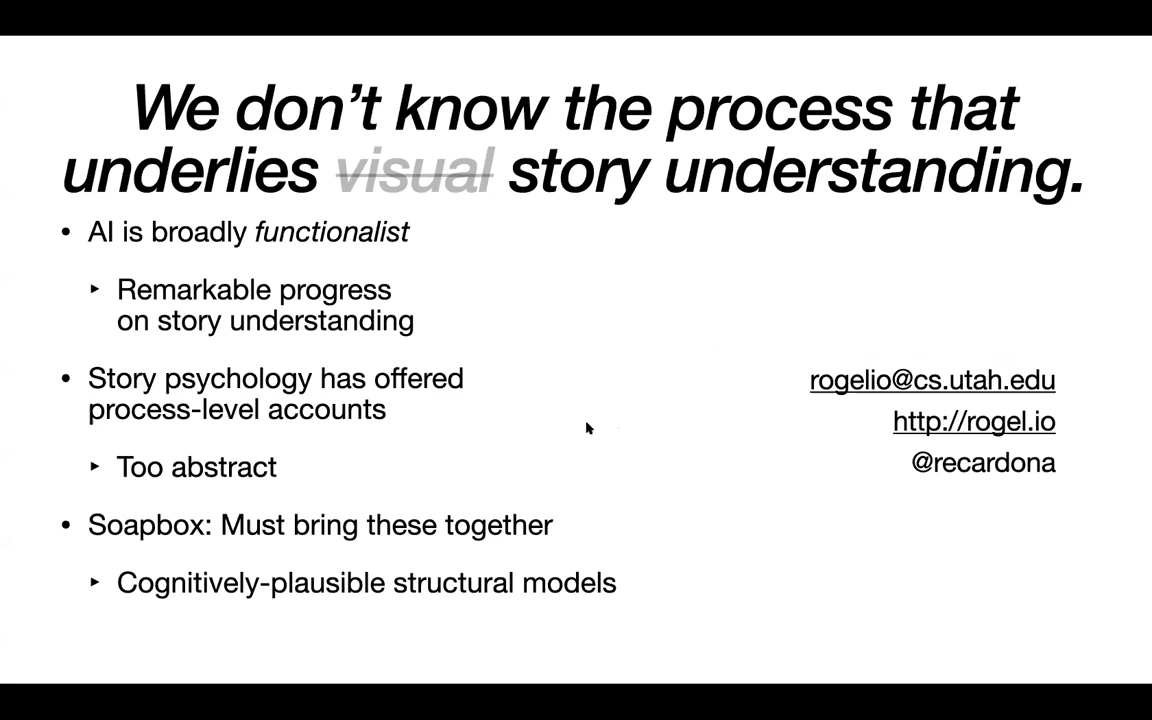 We don’t know the process that
underlies visual story understanding.
• AI is broadly functionalist
‣ Remarkable progress
on story understanding
• Story psychology has offered
process-level accounts
‣ Too abstract
• Soapbox: Must bring these together
‣ Cognitively-plausible structural models
rogelio@cs.utah.edu
http://rogel.io
@recardona